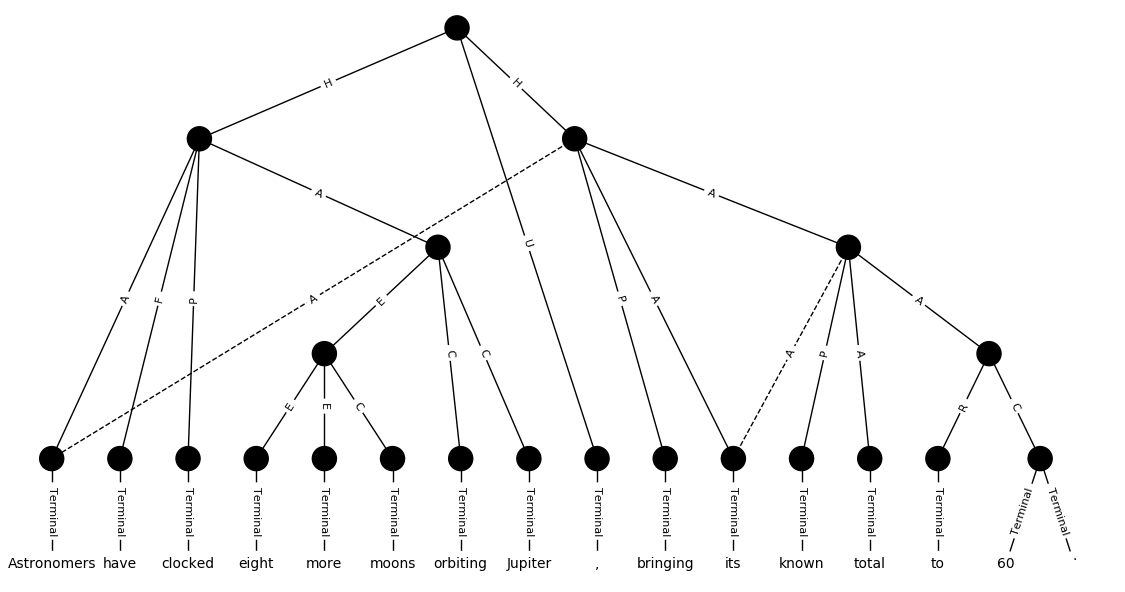 H H
A U A
A F P A E C C P A A
E E C A P A R C
Terminal Terminal Terminal Terminal Terminal Terminal Terminal Terminal Terminal Terminal Terminal Terminal Terminal Terminal Terminal Terminal
Astronomers have clocked eight more moons orbiting Jupiter , bringing its known total to 60 .